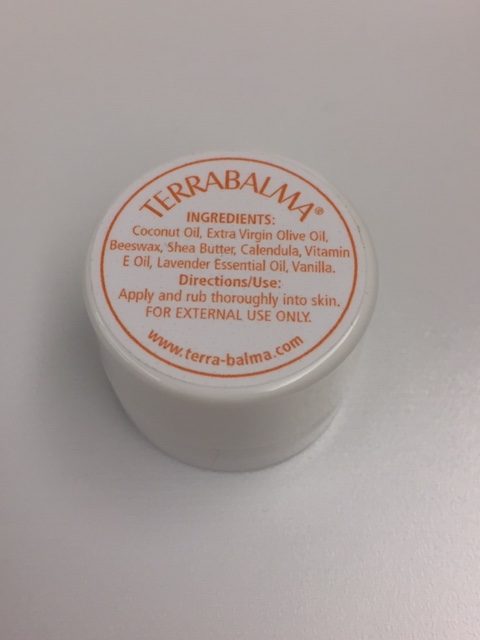 TERRABALMA®
INGREDIENTS:
Coconut Oil, Extra Virgin Olive Oil,
Beeswax, Shea Butter, Calendula, Vitamin
E Oil, Lavender Essential Oil, Vanilla.
Directions/Use:
Apply and rub thoroughly into skin.
FOR EXTERNAL USE ONLY.
www.terra-balma.com